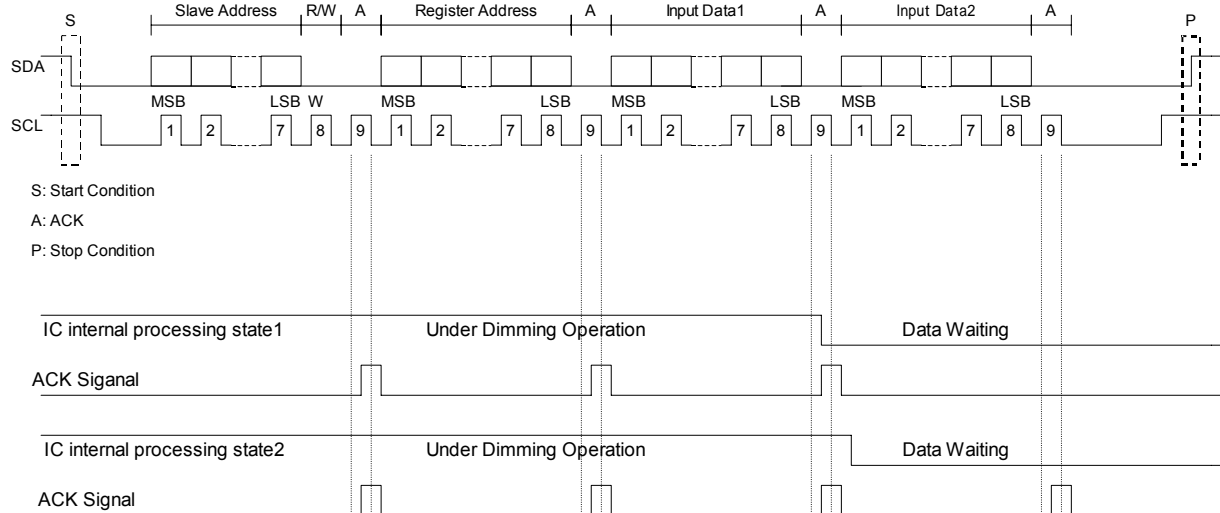 Slave Address R/W A Register Address A Input Data1 A Input Data2 A
S P
SDA
MSB LSB W MSB LSB MSB LSB MSB LSB
SCL 1 2 7 8 9 1 2 7 8 9 1 2 7 8 9 1 2 7 8 9
S: Start Condition
A: ACK
P: Stop Condition
IC internal processing state1 Under Dimming Operation Data Waiting
ACK Siganal
IC internal processing state2 Under Dimming Operation Data Waiting
ACK Signal